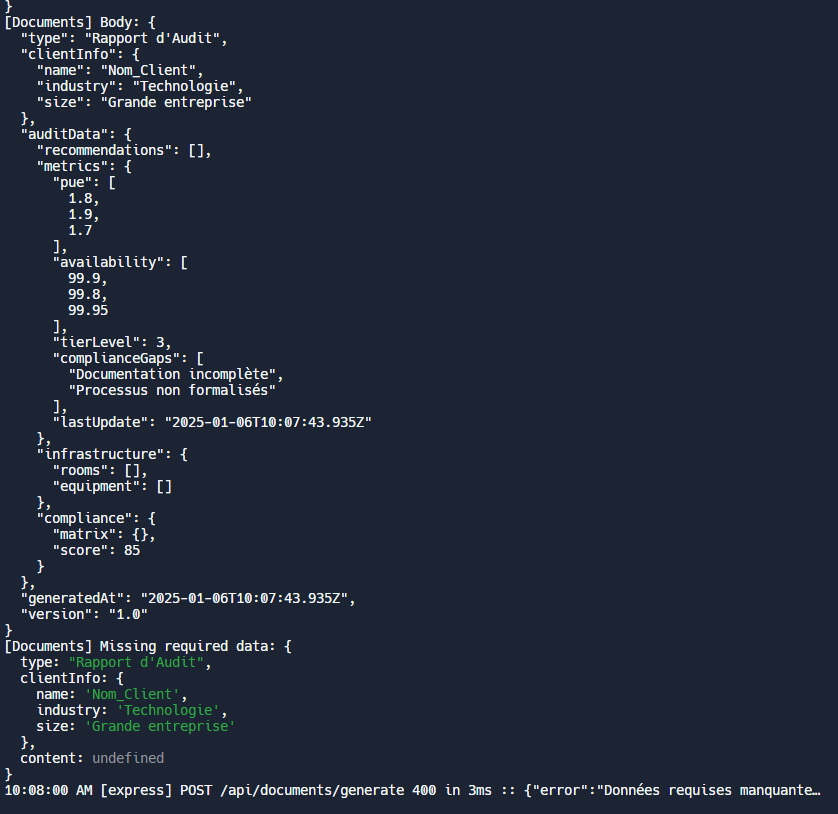 }
[Documents] Body: {
  "type": "Rapport d'Audit",
  "clientInfo": {
    "name": "Nom_Client",
    "industry": "Technologie",
    "size": "Grande entreprise"
  },
  "auditData": {
    "recommendations": [],
    "metrics": {
      "pue": [
        1.8,
        1.9,
        1.7
      ],
      "availability": [
        99.9,
        99.8,
        99.95
      ],
      "tierLevel": 3,
      "complianceGaps": [
        "Documentation incomplète",
        "Processus non formalisés"
      ],
      "lastUpdate": "2025-01-06T10:07:43.935Z"
    },
    "infrastructure": {
      "rooms": [],
      "equipment": []
    },
    "compliance": {
      "matrix": {},
      "score": 85
    }
  },
  "generatedAt": "2025-01-06T10:07:43.935Z",
  "version": "1.0"
}
[Documents] Missing required data: {
  type: "Rapport d'Audit",
  clientInfo: {
    name: 'Nom_Client',
    industry: 'Technologie',
    size: 'Grande entreprise'
  },
  content: undefined
}
10:08:00 AM [express] POST /api/documents/generate 400 in 3ms :: {"error":"Données requises manquante…